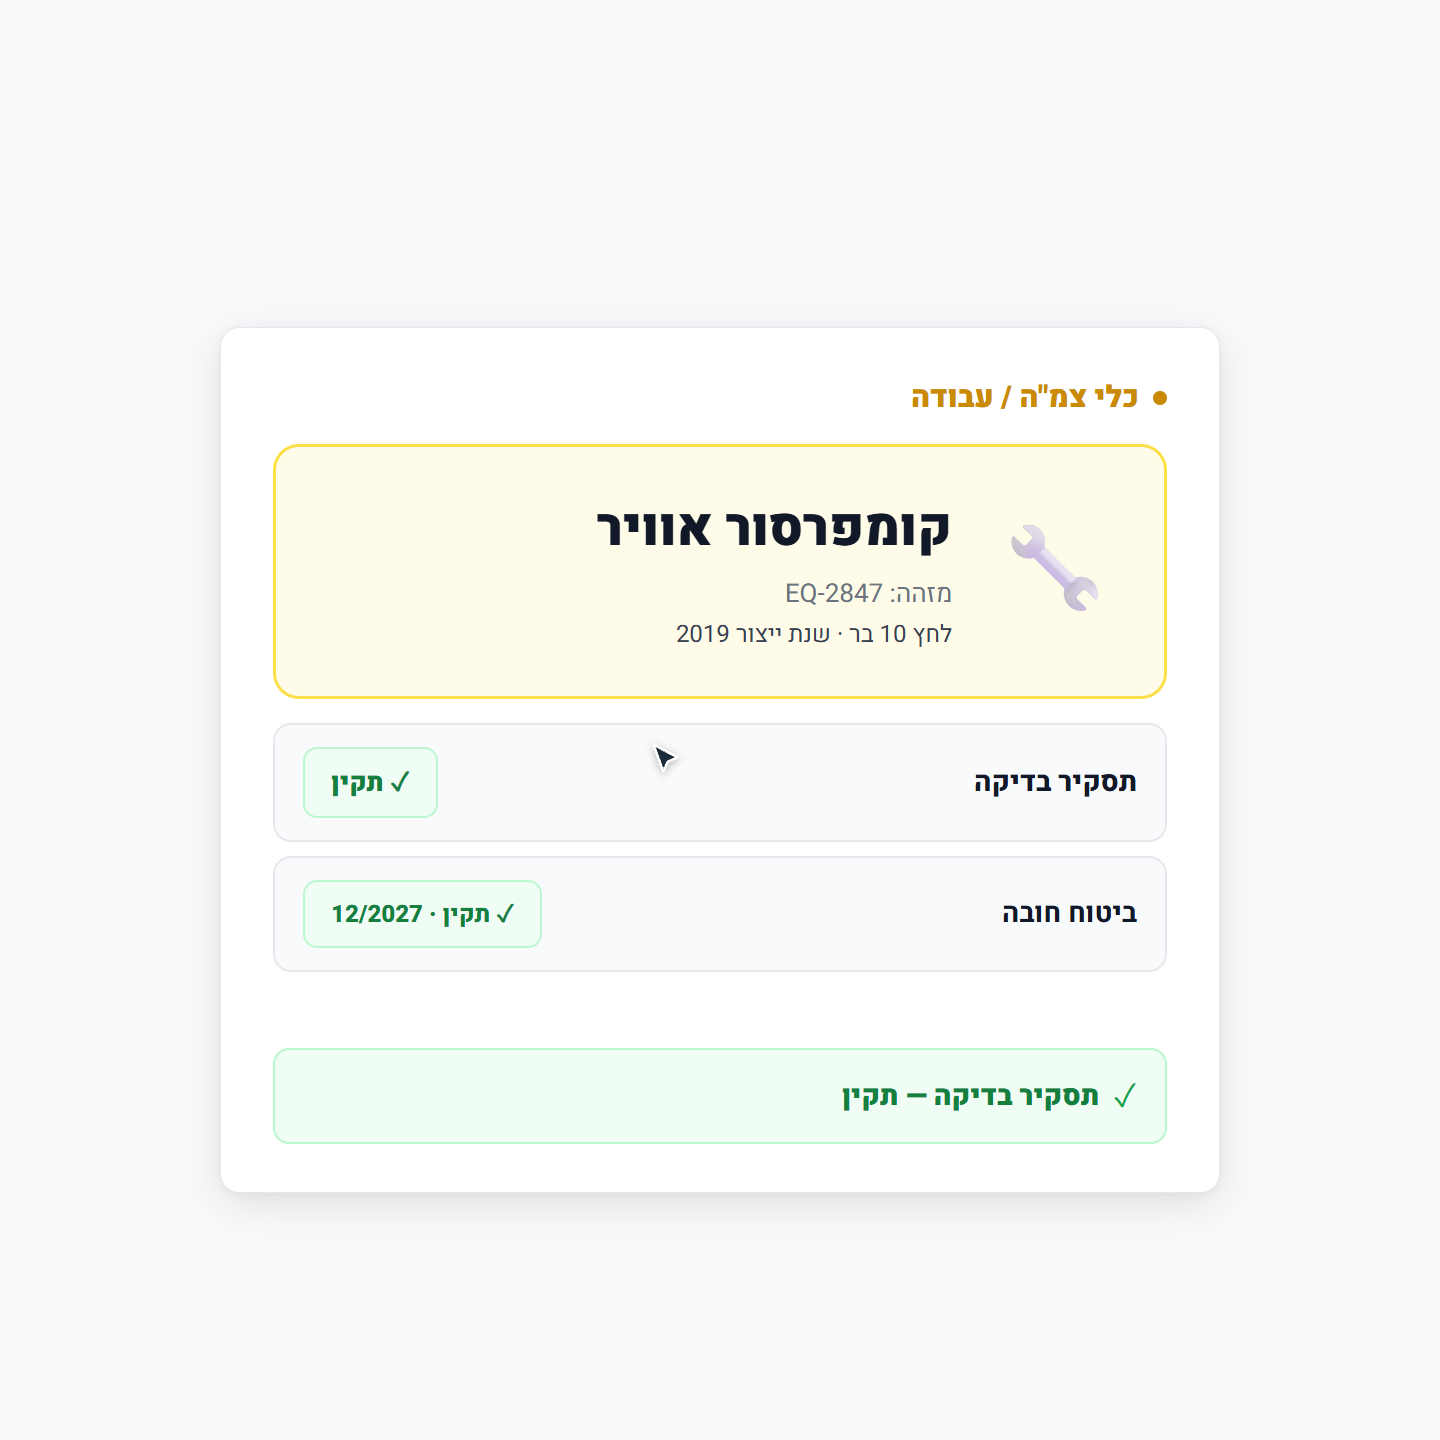 כלי צמ"ה / עבודה
קומפרסור אוויר
מזהה: EQ-2847
לחץ 10 בר · שנת ייצור 2019
תסקיר בדיקה
✓ תקין
ביטוח חובה
✓ תקין · 12/2027
✓ תסקיר בדיקה – תקין